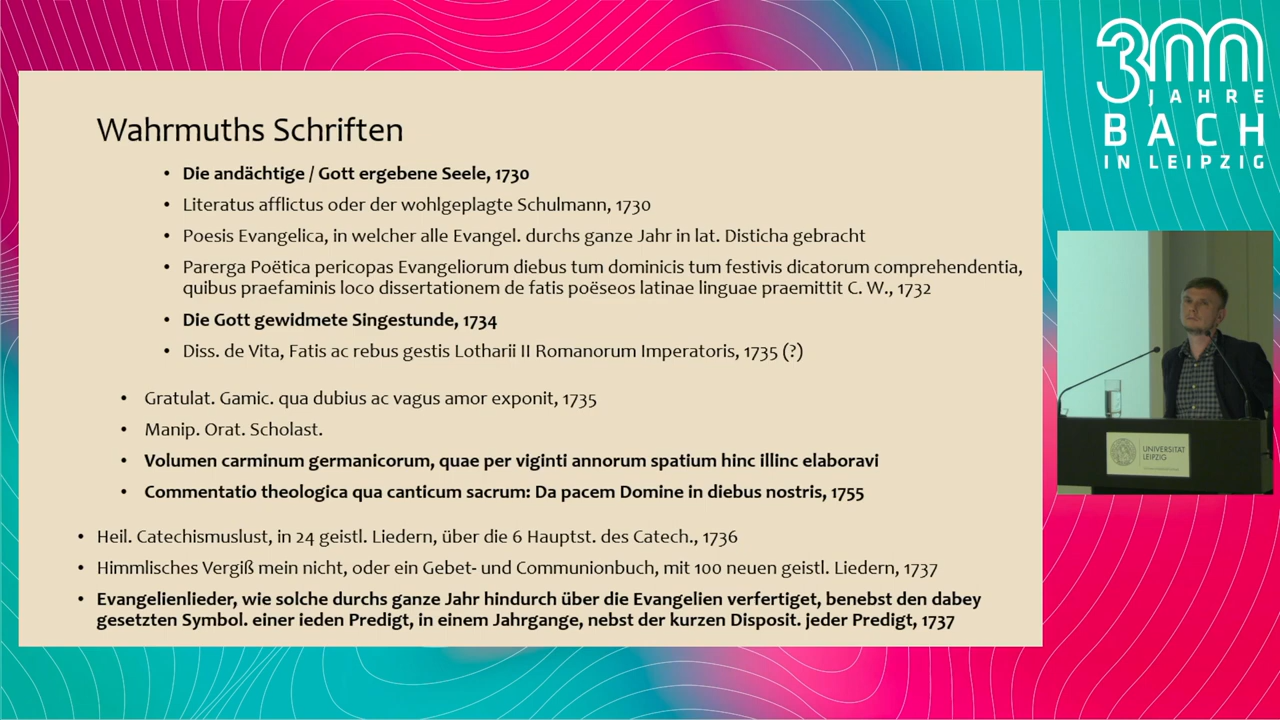 Wahrmuths Schriften
• Die andächtige / Gott ergebene Seele, 1730
• Literatus afflictus oder der wohlgeplagte Schulmann, 1730
• Poesis Evangelica, in welcher alle Evangel. durchs ganze Jahr in lat. Disticha gebracht
• Parerga Poëtica pericopas Evangeliorum diebus tum dominicis tum festivis dicatorum comprehendentia,
quibus praefaminis loco dissertationem de fatis poëseos latinae linguae praemittit C. W., 1732
• Die Gott gewidmete Singestunde, 1734
• Diss. de Vita, Fatis ac rebus gestis Lotharii II Romanorum Imperatoris, 1735 (?)
• Gratulat. Gamic. qua dubius ac vagus amor exponit, 1735
• Manip. Orat. Scholast.
• Volumen carminum germanicorum, quae per viginti annorum spatium hinc illinc elaboravi
• Commentatio theologica qua canticum sacrum: Da pacem Domine in diebus nostris, 1755
• Heil. Catechismuslust, in 24 geistl. Liedern, über die 6 Hauptst. des Catech., 1736
• Himmlisches Vergiß mein nicht, oder ein Gebet- und Communionbuch, mit 100 neuen geistl. Liedern, 1737
• Evangelienlieder, wie solche durchs ganze Jahr hindurch über die Evangelien verfertiget, benebst den dabey
gesetzten Symbol. einer ieden Predigt, in einem Jahrgange, nebst der kurzen Disposit. jeder Predigt, 1737
300
JAHRE
BACH
IN LEIPZIG
UNIVERSITÄT
LEIPZIG